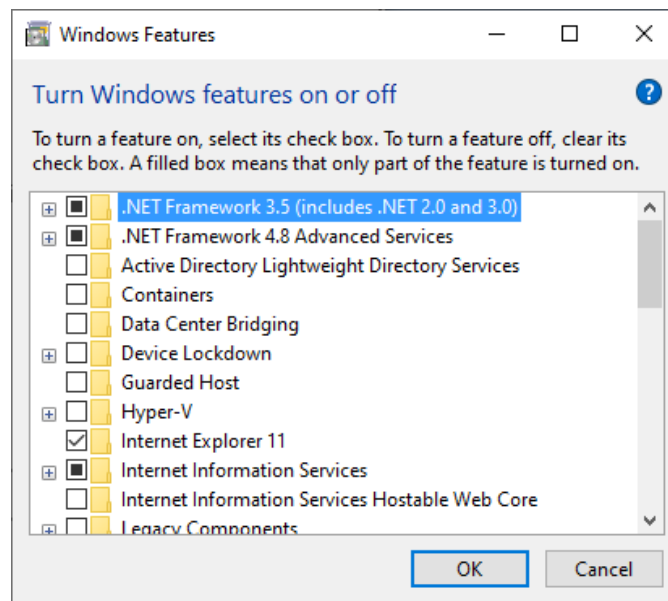 Windows Features
Turn Windows features on or off
?
To turn a feature on, select its check box. To turn a feature off, clear its
check box. A filled box means that only part of the feature is turned on.
.NET Framework 3.5 (includes .NET 2.0 and 3.0)
.NET Framework 4.8 Advanced Services
Active Directory Lightweight Directory Services
Containers
Data Center Bridging
Device Lockdown
Guarded Host
Hyper-V
Internet Explorer 11
Internet Information Services
Internet Information Services Hostable Web Core
Legacy Components
OK
Cancel